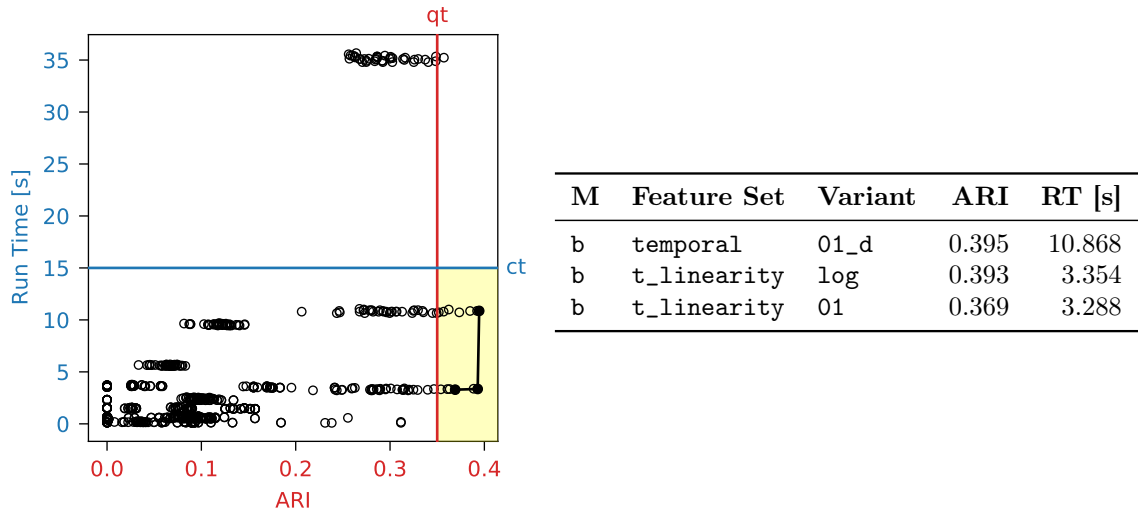 qt
35
30
25
20
15
10
5
0
Run Time [s]
ct
0.0 0.1 0.2 0.3 0.4
ARI
M Feature Set Variant ARI RT [s]
b temporal 01_d 0.395 10.868
b t_linearity log 0.393 3.354
b t_linearity 01 0.369 3.288